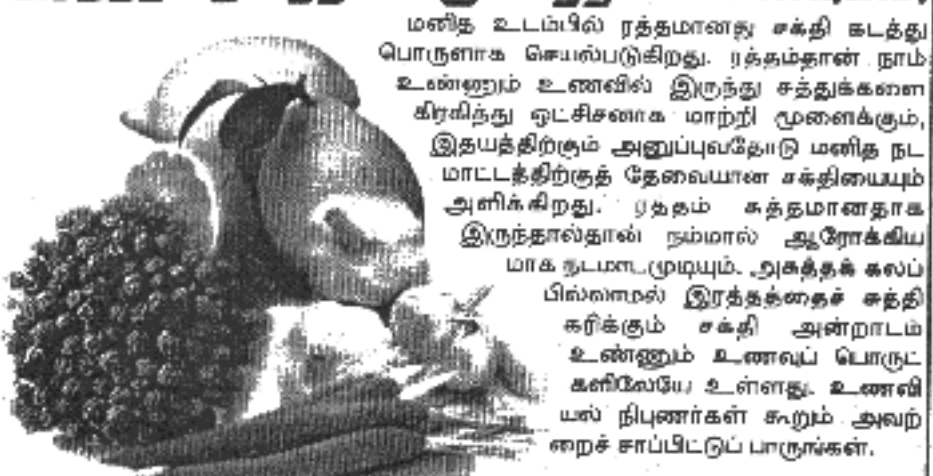 மனித உடம்பில் ரத்தமானது சக்தி கடத்து
பொருளாக செயல்படுகிறது. ரத்தம்தான் நாம்
உண்ணும் உணவில் இருந்து சத்துக்களை
கிரகித்து ஒட்சிசனாக மாற்றி மூளைக்கும்,
இதயத்திற்கும் அனுப்புவதோடு மனித நட
மாட்டத்திற்குத் தேவையான சக்தியையும்
அளிக்கிறது. ரத்தம் சுத்தமானதாக
இருந்தால்தான் நம்மால் ஆரோக்கிய
மாக நடமாடமுடியும். அசுத்தக் கலப்
பில்லாமல் இரத்தத்தைச் சுத்தி
கரிக்கும் சக்தி அன்றாடம்
உண்ணும் உணவுப் பொருட்
களிலேயே உள்ளது. உணவி
யல் நிபுணர்கள் கூறும் அவற்
றைச் சாப்பிட்டுப் பாருங்கள்.